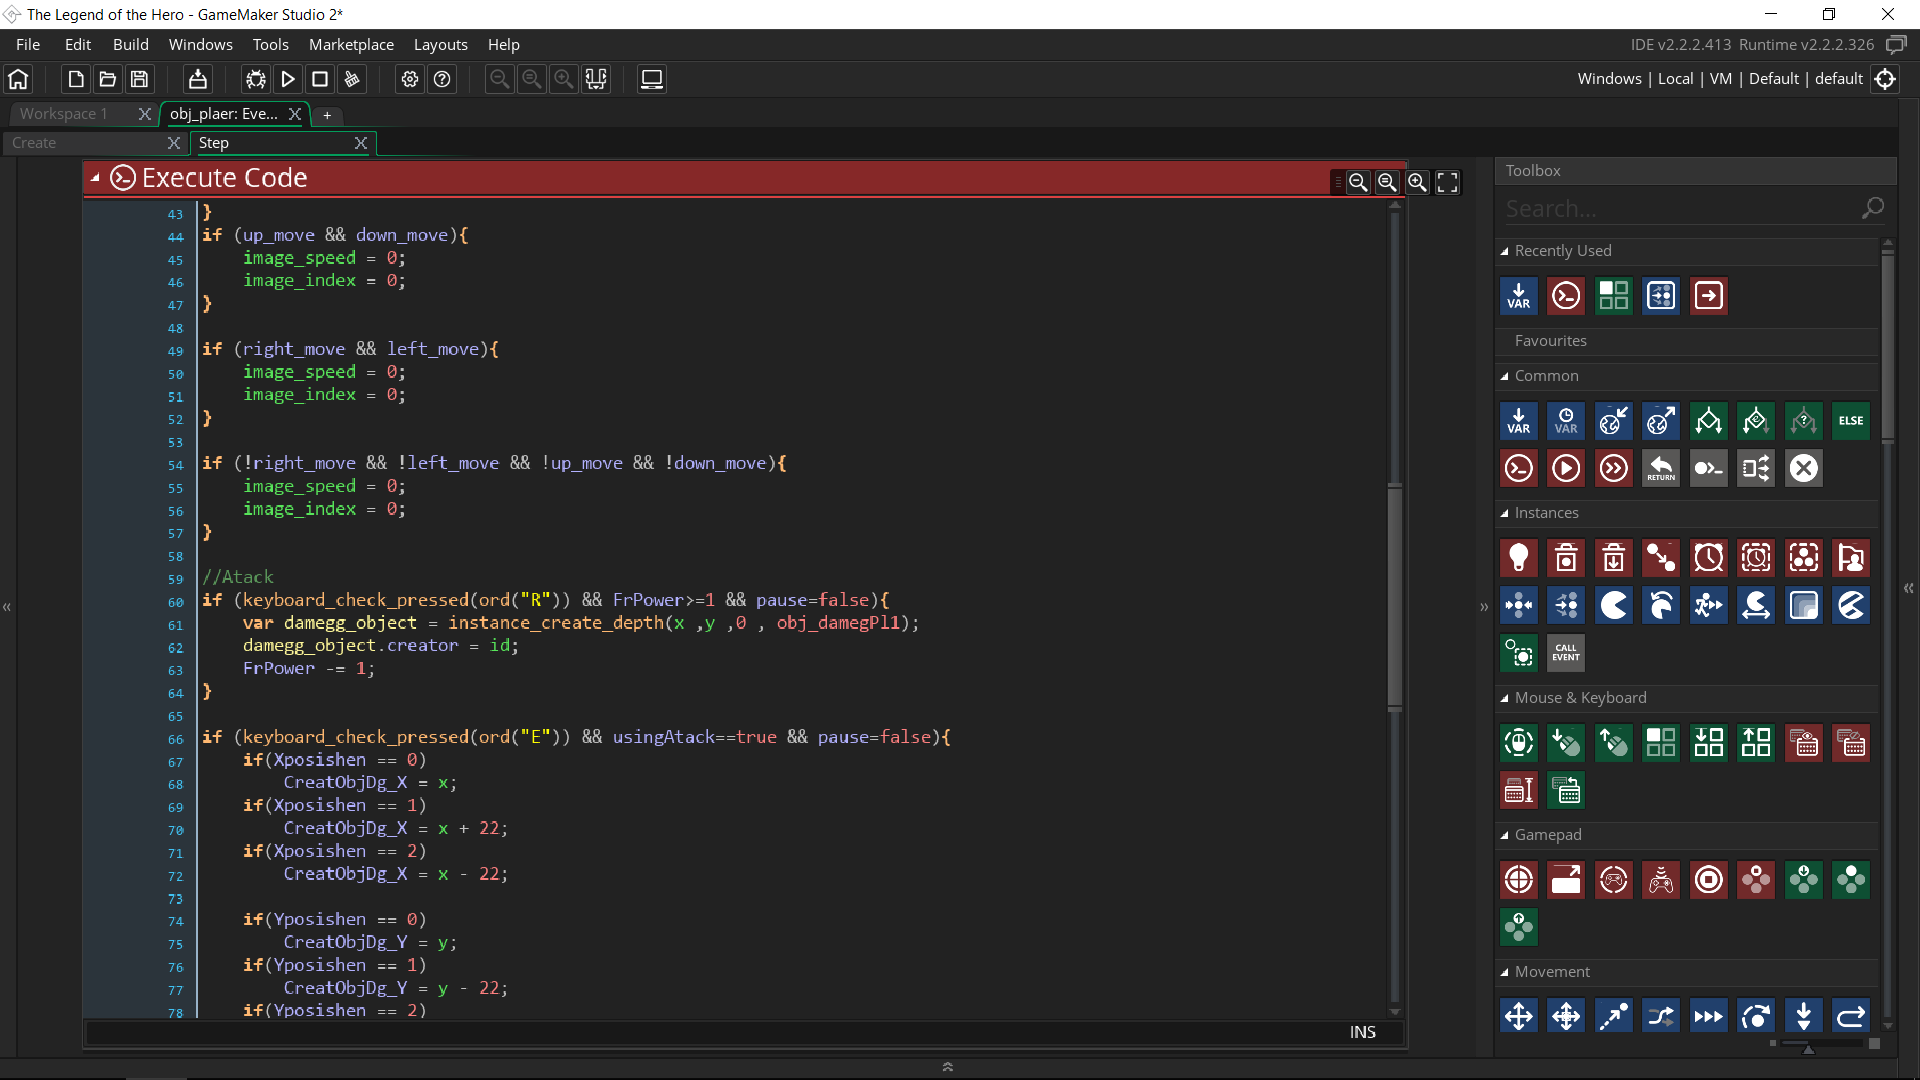 The Legend of the Hero - GameMaker Studio 2*
File Edit Build Windows Tools Marketplace Layouts Help
IDE v2.2.2.413 Runtime v2.2.2.326
Windows | Local | VM | Default | default
Workspace 1
obj_plaer: Eve...
+
Create
Step
Execute Code
43 }
44 if (up_move && down_move){
45     image_speed = 0;
46     image_index = 0;
47 }
48
49 if (right_move && left_move){
50     image_speed = 0;
51     image_index = 0;
52 }
53
54 if (!right_move && !left_move && !up_move && !down_move){
55     image_speed = 0;
56     image_index = 0;
57 }
58
59 //Atack
60 if (keyboard_check_pressed(ord("R")) && FrPower>=1 && pause=false){
61     var damegg_object = instance_create_depth(x ,y ,0 , obj_damegPl1);
62     damegg_object.creator = id;
63     FrPower -= 1;
64 }
65
66 if (keyboard_check_pressed(ord("E")) && usingAtack==true && pause=false){
67     if(Xposishen == 0)
68         CreatObjDg_X = x;
69     if(Xposishen == 1)
70         CreatObjDg_X = x + 22;
71     if(Xposishen == 2)
72         CreatObjDg_X = x - 22;
73
74     if(Yposishen == 0)
75         CreatObjDg_Y = y;
76     if(Yposishen == 1)
77         CreatObjDg_Y = y - 22;
78     if(Yposishen == 2)
INS
Toolbox
Search...
Recently Used
VAR
Favourites
Common
VAR VAR ELSE
RETURN
Instances
CALL EVENT
Mouse & Keyboard
Gamepad
Movement